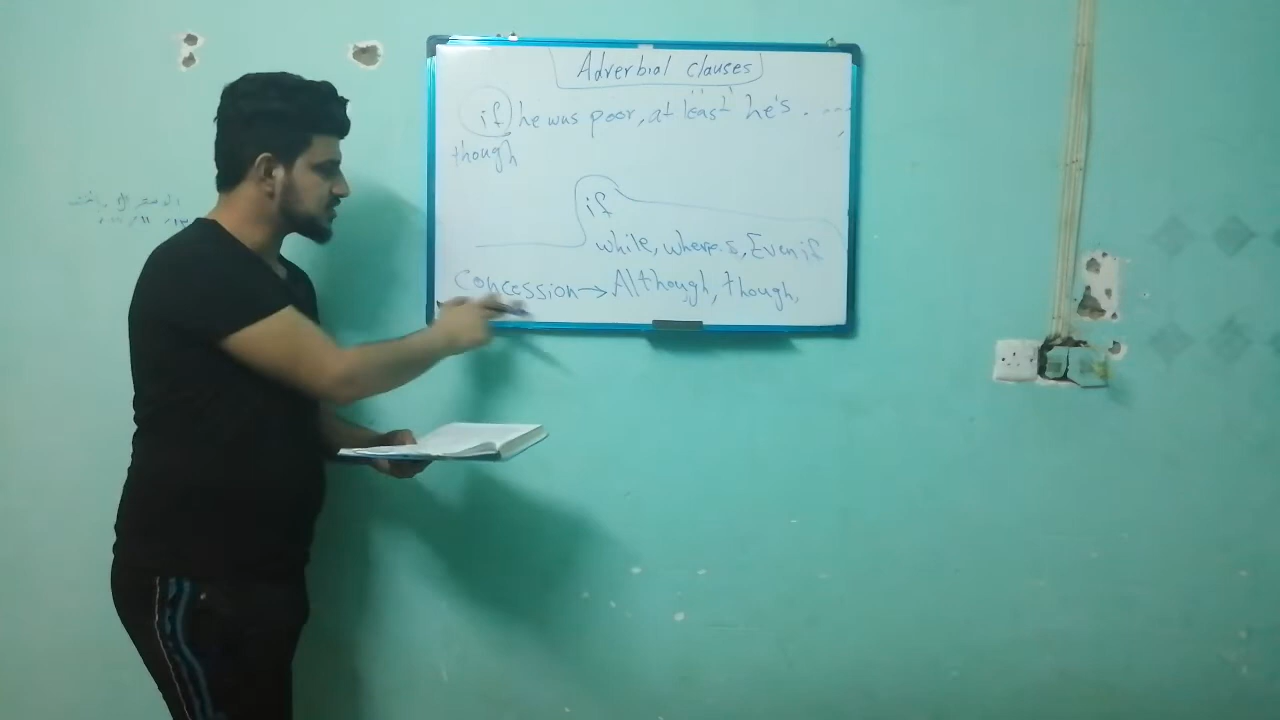 Adverbial clauses
if he was poor, at least he's . ...,
though
if
while, whereas, Even if
Concession → Although, though,